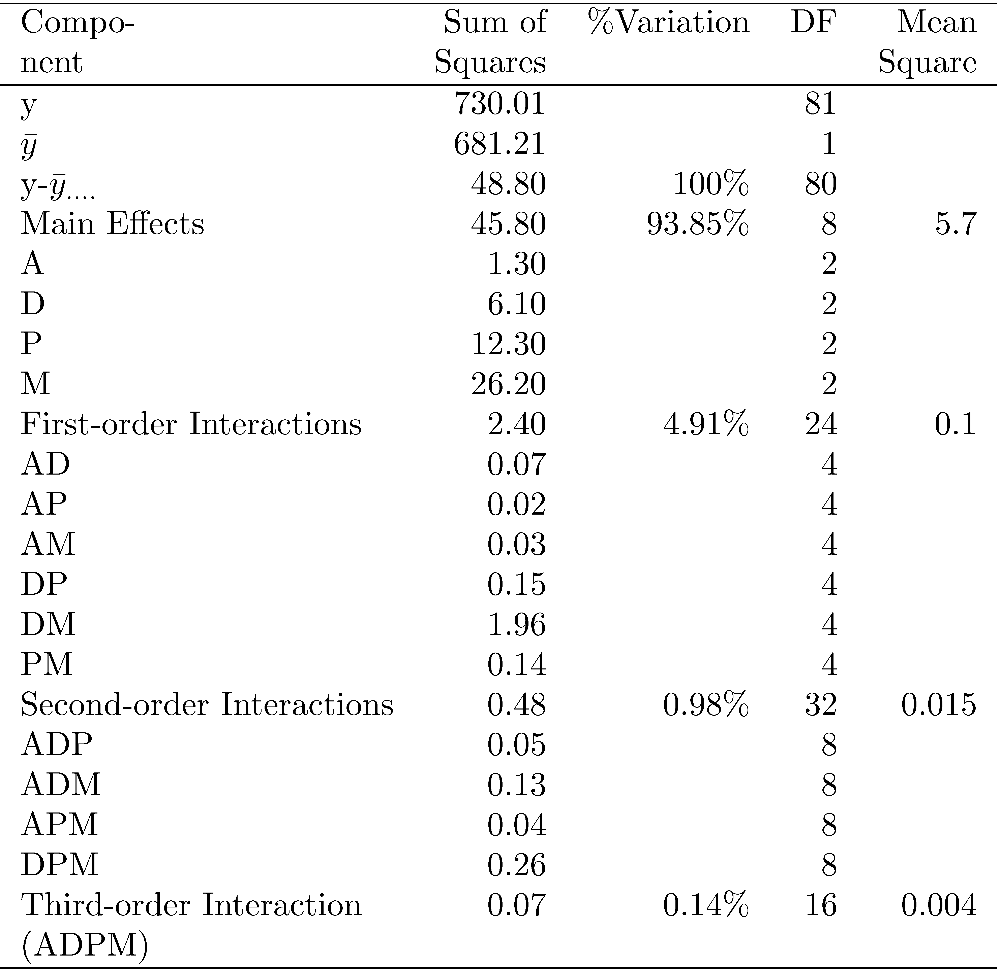 Compo- Sum of %Variation DF Mean
nent Squares Square
y 730.01 81
ȳ 681.21 1
y-ȳ.... 48.80 100% 80
Main Effects 45.80 93.85% 8 5.7
A 1.30 2
D 6.10 2
P 12.30 2
M 26.20 2
First-order Interactions 2.40 4.91% 24 0.1
AD 0.07 4
AP 0.02 4
AM 0.03 4
DP 0.15 4
DM 1.96 4
PM 0.14 4
Second-order Interactions 0.48 0.98% 32 0.015
ADP 0.05 8
ADM 0.13 8
APM 0.04 8
DPM 0.26 8
Third-order Interaction 0.07 0.14% 16 0.004
(ADPM)